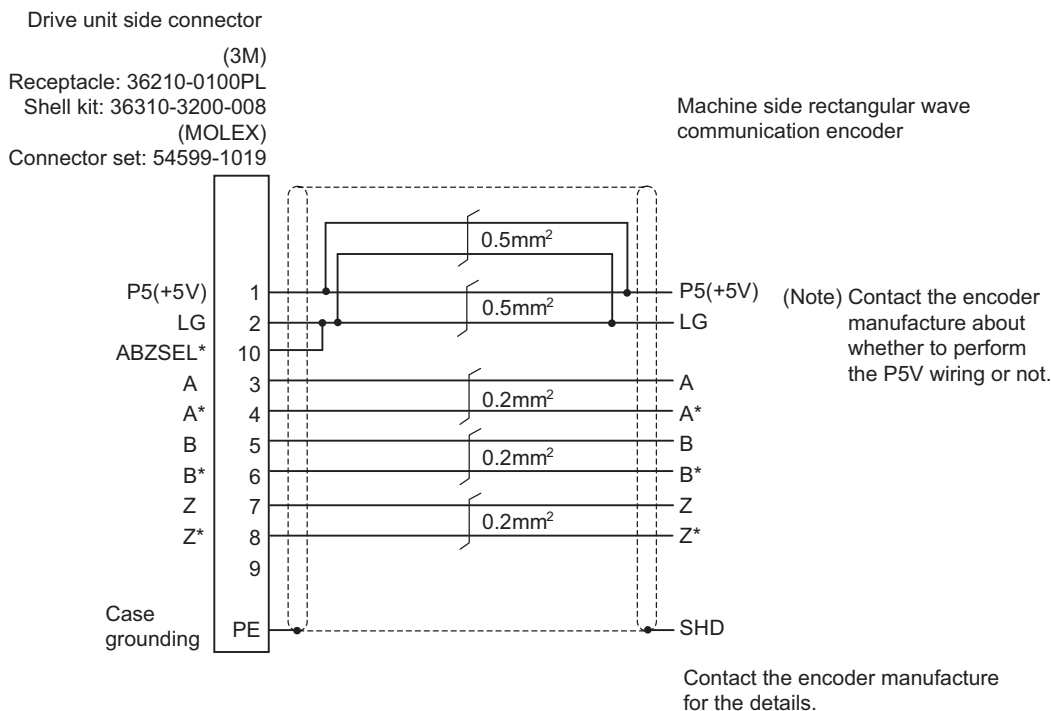 Drive unit side connector
(3M)
Receptacle: 36210-0100PL
Shell kit: 36310-3200-008
(MOLEX)
Connector set: 54599-1019
Machine side rectangular wave
communication encoder
0.5mm²
P5(+5V) 1 0.5mm² P5(+5V)
LG 2 LG
ABZSEL* 10
(Note) Contact the encoder
manufacture about
whether to perform
the P5V wiring or not.
A 3 A
0.2mm²
A* 4 A*
B 5 B
0.2mm²
B* 6 B*
Z 7 Z
0.2mm²
Z* 8 Z*
9
Case
grounding
PE SHD
Contact the encoder manufacture
for the details.